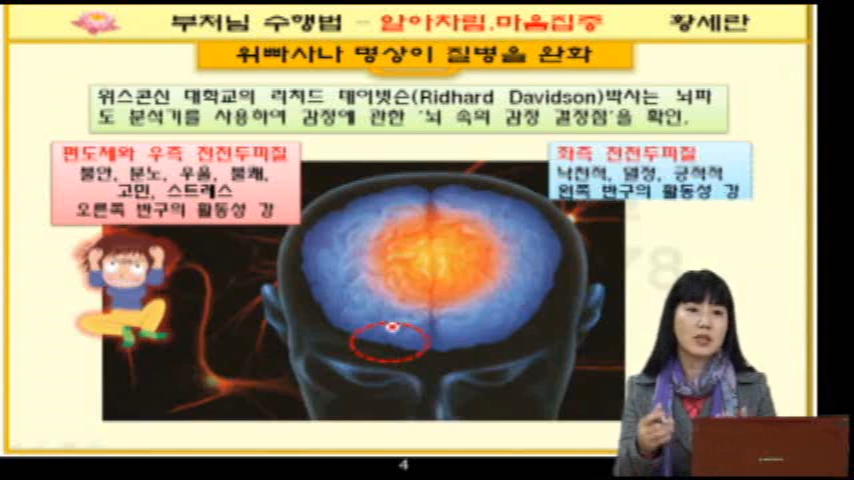 부처님 수행법 - 알아차림.마음집중 황세란
위빠사나 명상이 질병을 완화
위스콘신 대학교의 리처드 데이빗슨(Ridhard Davidson)박사는 뇌파
도 분석기를 사용하여 감정에 관한 '뇌 속의 감정 결정점'을 확인.
편도체와 우측 전전두피질
불안, 분노, 우울, 불쾌,
고민, 스트레스
오른쪽 반구의 활동성 강
좌측 전전두피질
낙천적, 열정, 긍적적
왼쪽 반구의 활동성 강
4